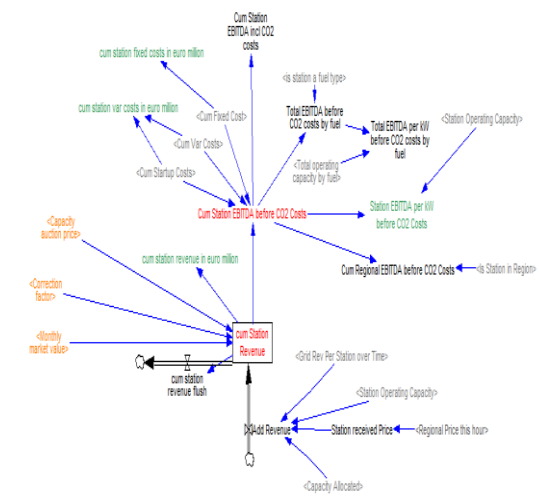 Cum Station
EBITDA incl CO2
costs
cum station fixed costs in euro million
<Is station a fuel type>
cum station var costs in euro million
<Cum Fixed Cost>
Total EBITDA before
CO2 costs by fuel
<Station Operating Capacity>
Total EBITDA per kW
before CO2 costs by
fuel
<Cum Var Costs>
<Cum Startup Costs>
<Total operating
capacity by fuel>
Cum Station EBITDA before CO2 Costs
Station EBITDA per kW
before CO2 Costs
<Capacity
auction price>
cum station revenue in euro million
Cum Regional EBITDA before CO2 Costs
<Is Station in Region>
<Correction
factor>
<Monthly
market value>
cum Station
Revenue
cum station
revenue flush
<Grid Rev Per Station over Time>
<Station Operating Capacity>
Add Revenue
Station received Price
<Regional Price this hour>
<Capacity Allocated>